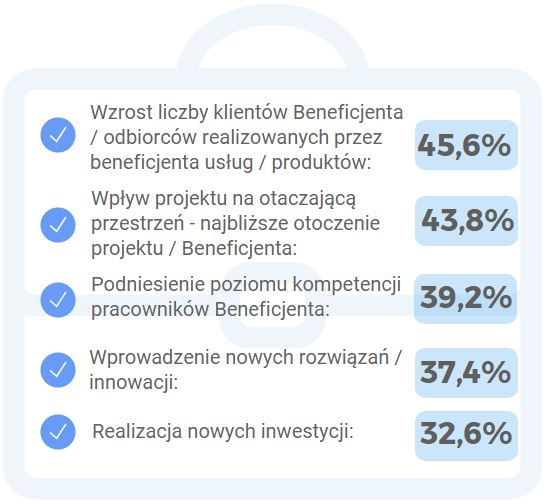 Wzrost liczby klientów Beneficjenta
/ odbiorców realizowanych przez
beneficjenta usług / produktów:
45,6%
Wpływ projektu na otaczającą
przestrzeń - najbliższe otoczenie
projektu / Beneficjenta:
43,8%
Podniesienie poziomu kompetencji
pracowników Beneficjenta:
39,2%
Wprowadzenie nowych rozwiązań /
innowacji:
37,4%
Realizacja nowych inwestycji:
32,6%